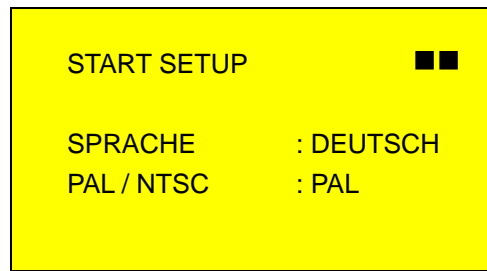 START SETUP ■■
SPRACHE : DEUTSCH
PAL / NTSC : PAL